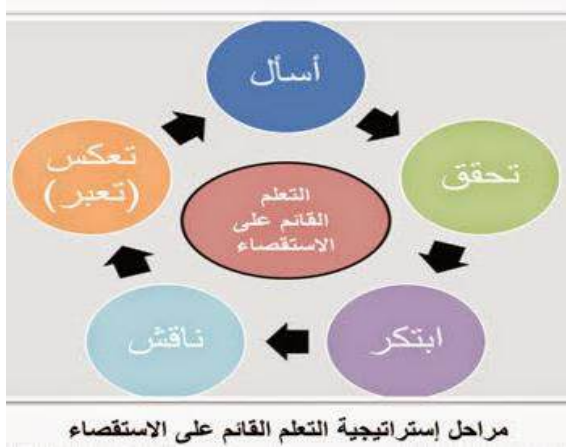 أسأل
تحقق
ابتكر
ناقش
تعكس
(تعبر)
التعلم
القائم على
الاستقصاء
مراحل إستراتيجية التعلم القائم على الاستقصاء